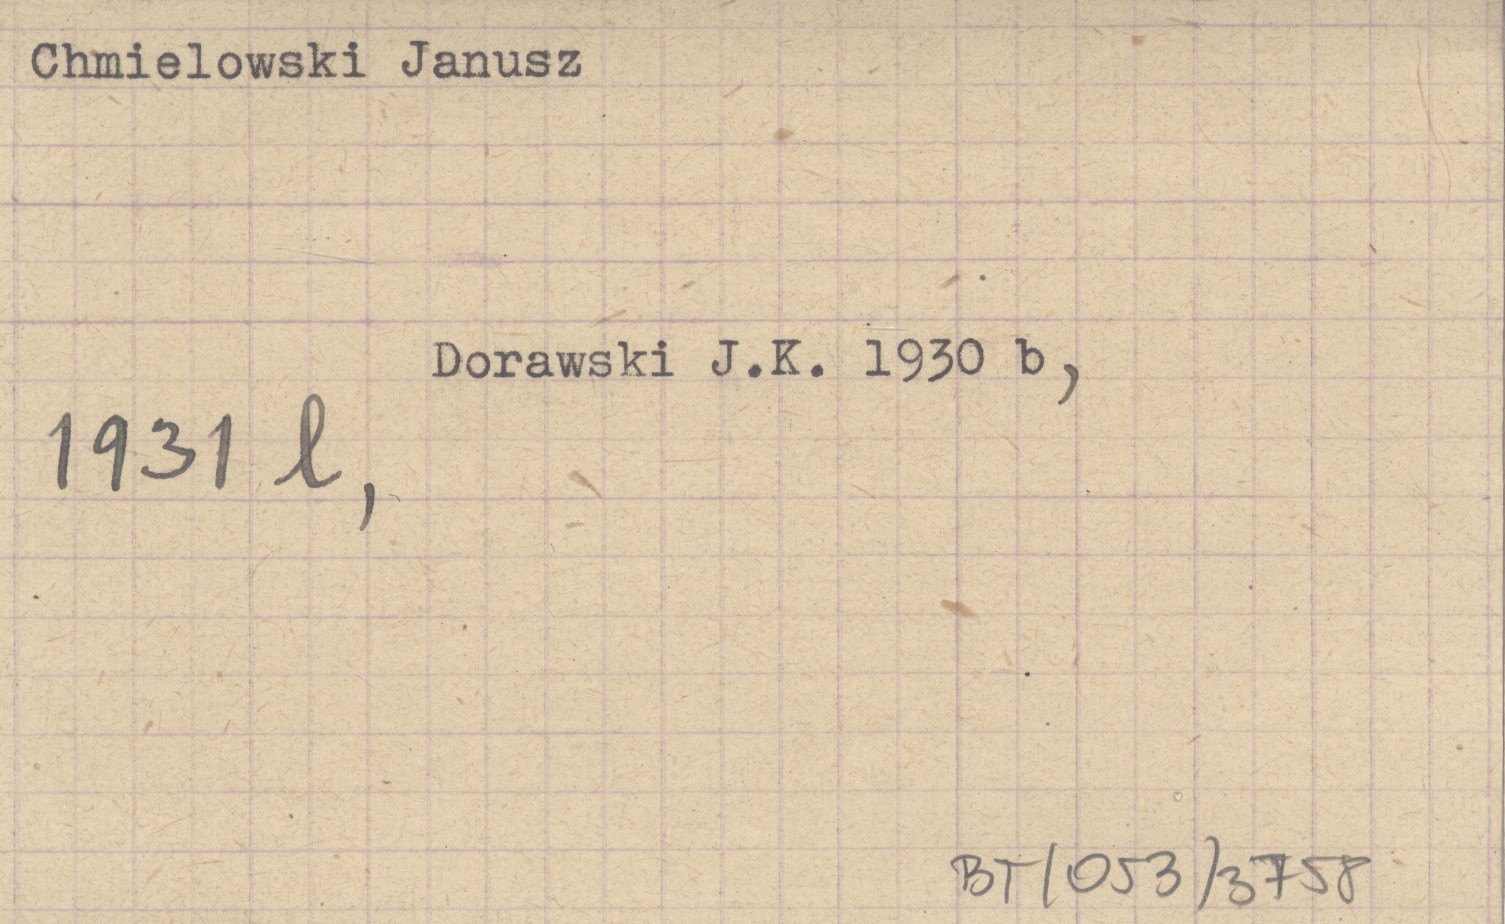 Chmielowski Janusz
Dorawski J.K. 1930 b,
1931 l,
BT/053/3758